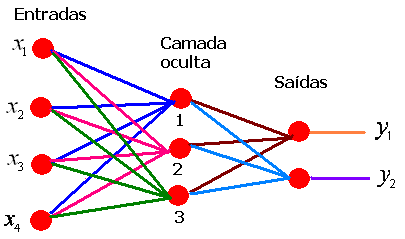 Entradas
Camada
oculta
Saídas
x1
x2
x3
x4
1
2
3
y1
y2